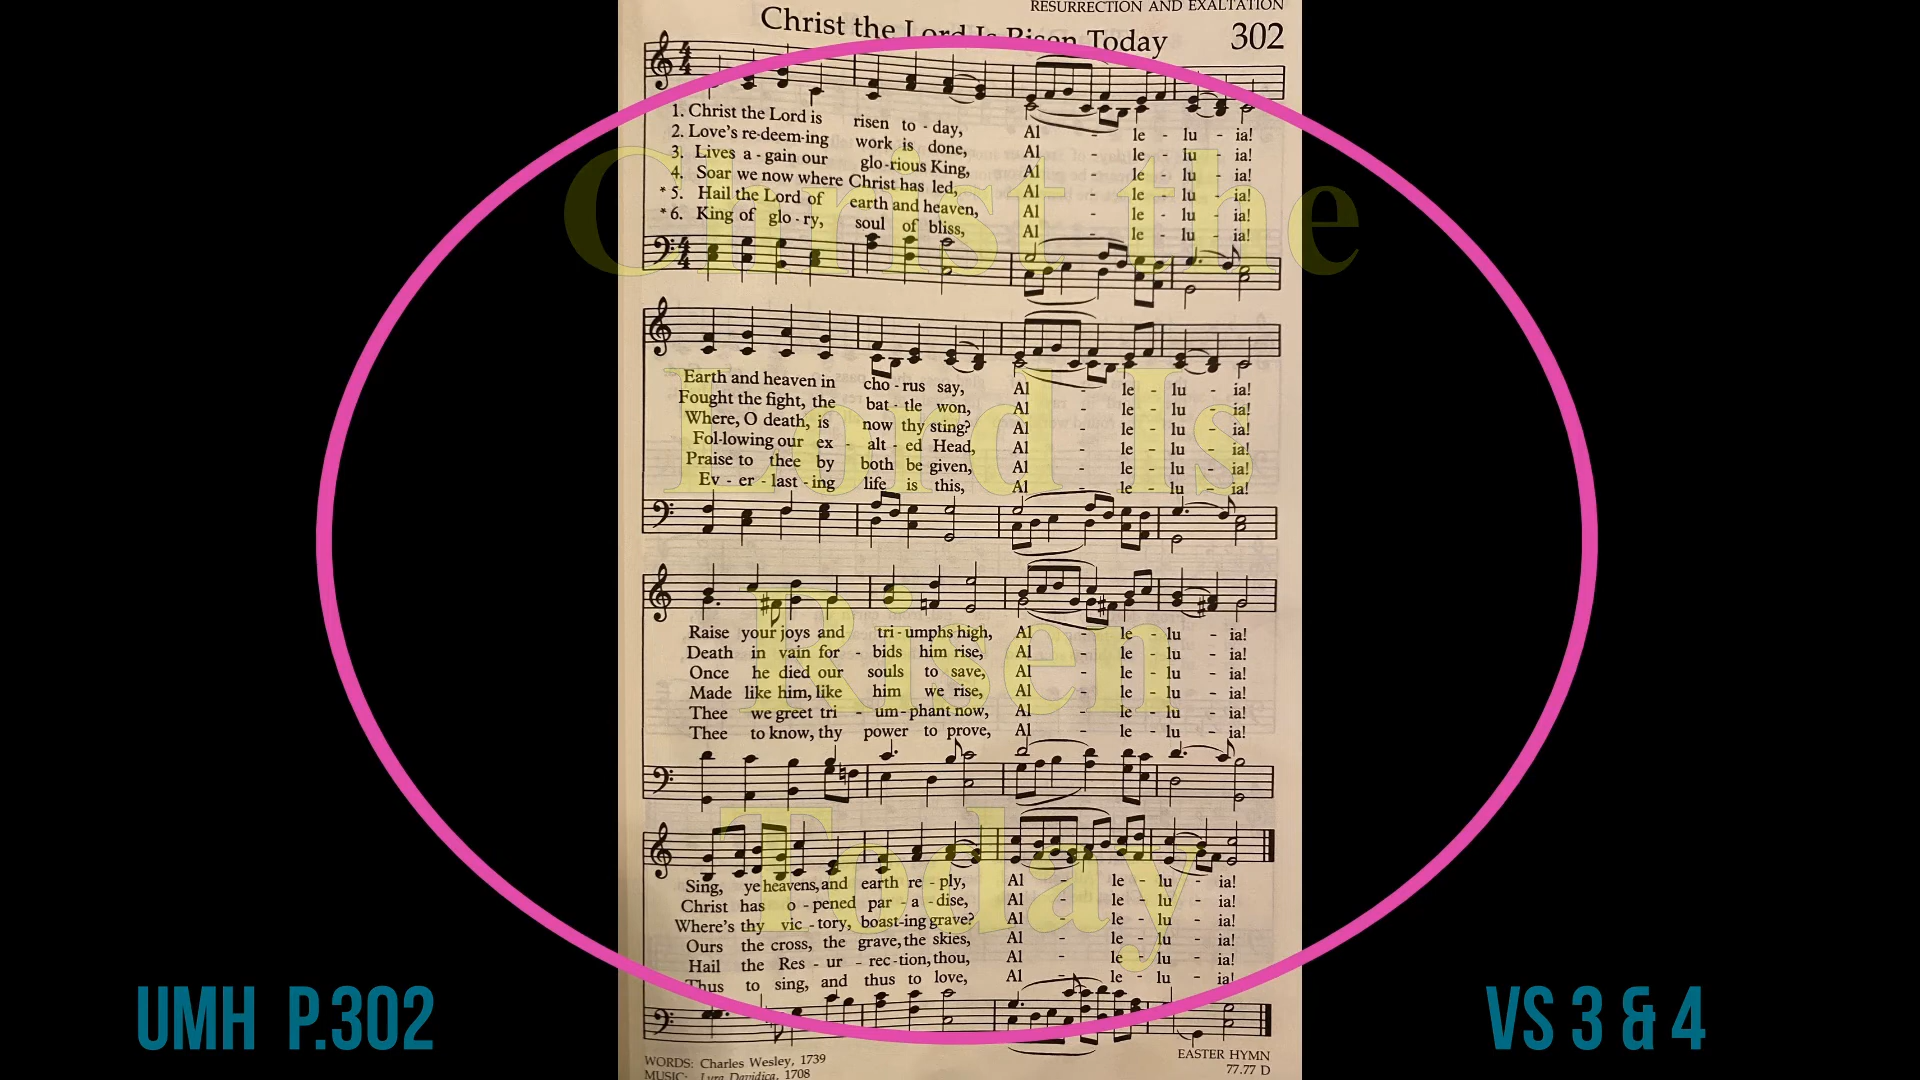 RESURRECTION AND EXALTATION
Christ the Lord Is Risen Today 302
1. Christ the Lord is risen to - day, Al - le - lu - ia!
2. Love's re-deem-ing work is done, Al - le - lu - ia!
3. Lives a - gain our glo-rious King, Al - le - lu - ia!
4. Soar we now where Christ has led, Al - le - lu - ia!
* 5. Hail the Lord of earth and heaven, Al - le - lu - ia!
* 6. King of glo - ry, soul of bliss, Al - le - lu - ia!
Earth and heaven in cho - rus say, Al - le - lu - ia!
Fought the fight, the bat - tle won, Al - le - lu - ia!
Where, O death, is now thy sting? Al - le - lu - ia!
Fol-lowing our ex - alt - ed Head, Al - le - lu - ia!
Praise to thee by both be given, Al - le - lu - ia!
Ev - er - last - ing life is this, Al - le - lu - ia!
Raise your joys and tri - umphs high, Al - le - lu - ia!
Death in vain for - bids him rise, Al - le - lu - ia!
Once he died our souls to save, Al - le - lu - ia!
Made like him, like him we rise, Al - le - lu - ia!
Thee we greet tri - um-phant now, Al - le - lu - ia!
Thee to know, thy power to prove, Al - le - lu - ia!
Sing, ye heavens, and earth re - ply, Al - le - lu - ia!
Christ has o - pened par - a - dise, Al - le - lu - ia!
Where's thy vic - tory, boast-ing grave? Al - le - lu - ia!
Ours the cross, the grave, the skies, Al - le - lu - ia!
Hail the Res - ur - rec - tion, thou, Al - le - lu - ia!
Thus to sing, and thus to love, Al - le - lu - ia!
WORDS: Charles Wesley, 1739
MUSIC: Lyra Davidica, 1708
EASTER HYMN
77.77 D
Christ the
Lord Is
Risen
Today
UMH P.302
VS 3 & 4